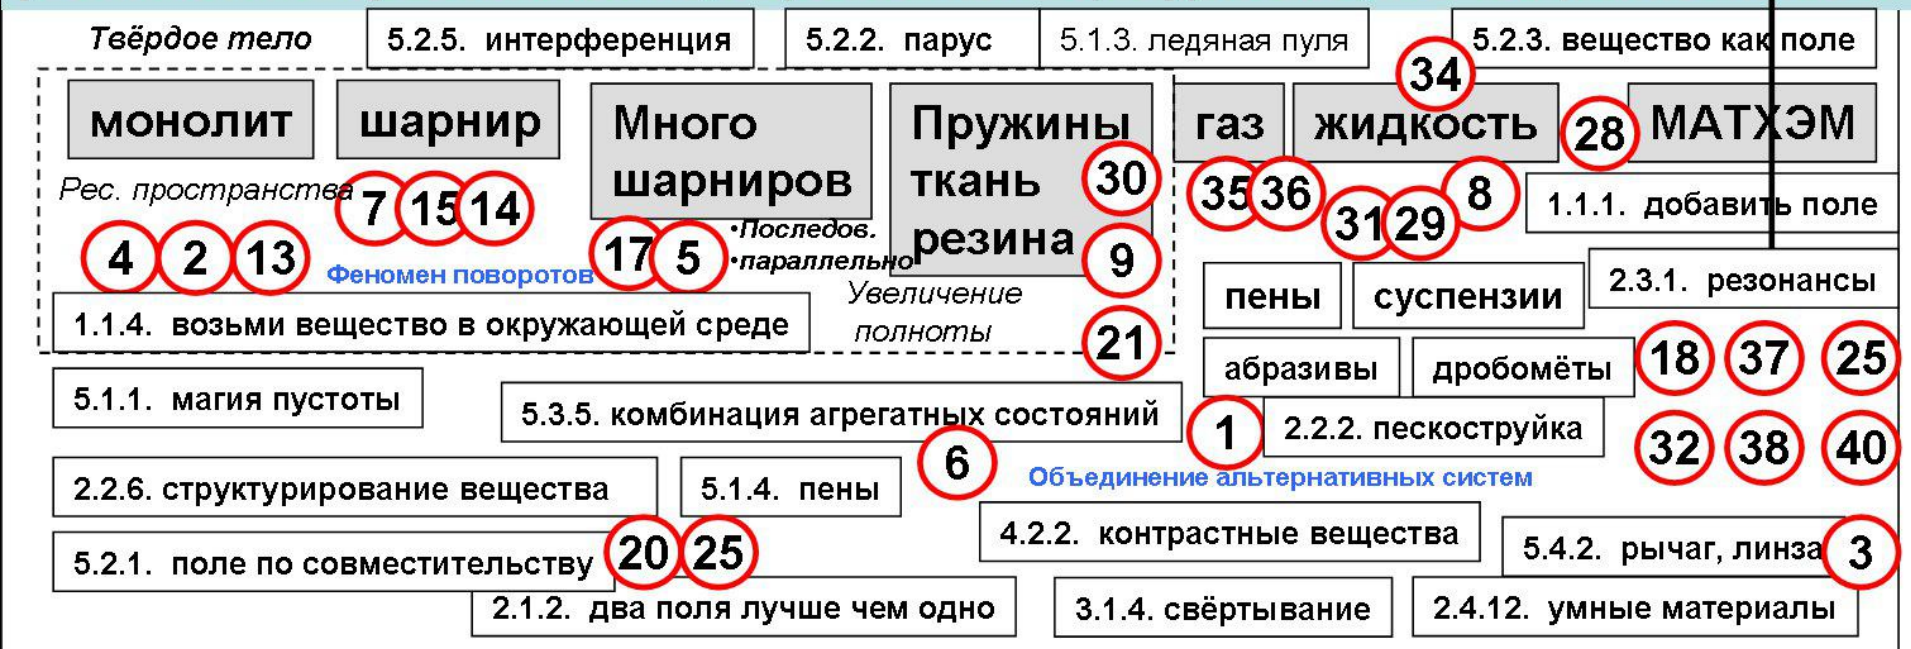 Твёрдое тело
5.2.5. интерференция
5.2.2. парус
5.1.3. ледяная пуля
5.2.3. вещество как поле
34
монолит
шарнир
Много
шарниров
Пружины
ткань
резина
газ
жидкость
28
МАТХЭМ
Рес. пространства
7
15
14
30
35
36
31
29
8
1.1.1. добавить поле
4
2
13
Феномен поворотов
17
5
•Последов.
•параллельно
9
2.3.1. резонансы
пены
суспензии
Увеличение
полноты
1.1.4. возьми вещество в окружающей среде
21
абразивы
дробомёты
18
37
25
5.1.1. магия пустоты
5.3.5. комбинация агрегатных состояний
1
2.2.2. пескоструйка
32
38
40
6
Объединение альтернативных систем
2.2.6. структурирование вещества
5.1.4. пены
4.2.2. контрастные вещества
5.4.2. рычаг, линза
3
5.2.1. поле по совместительству
20
25
2.1.2. два поля лучше чем одно
3.1.4. свёртывание
2.4.12. умные материалы